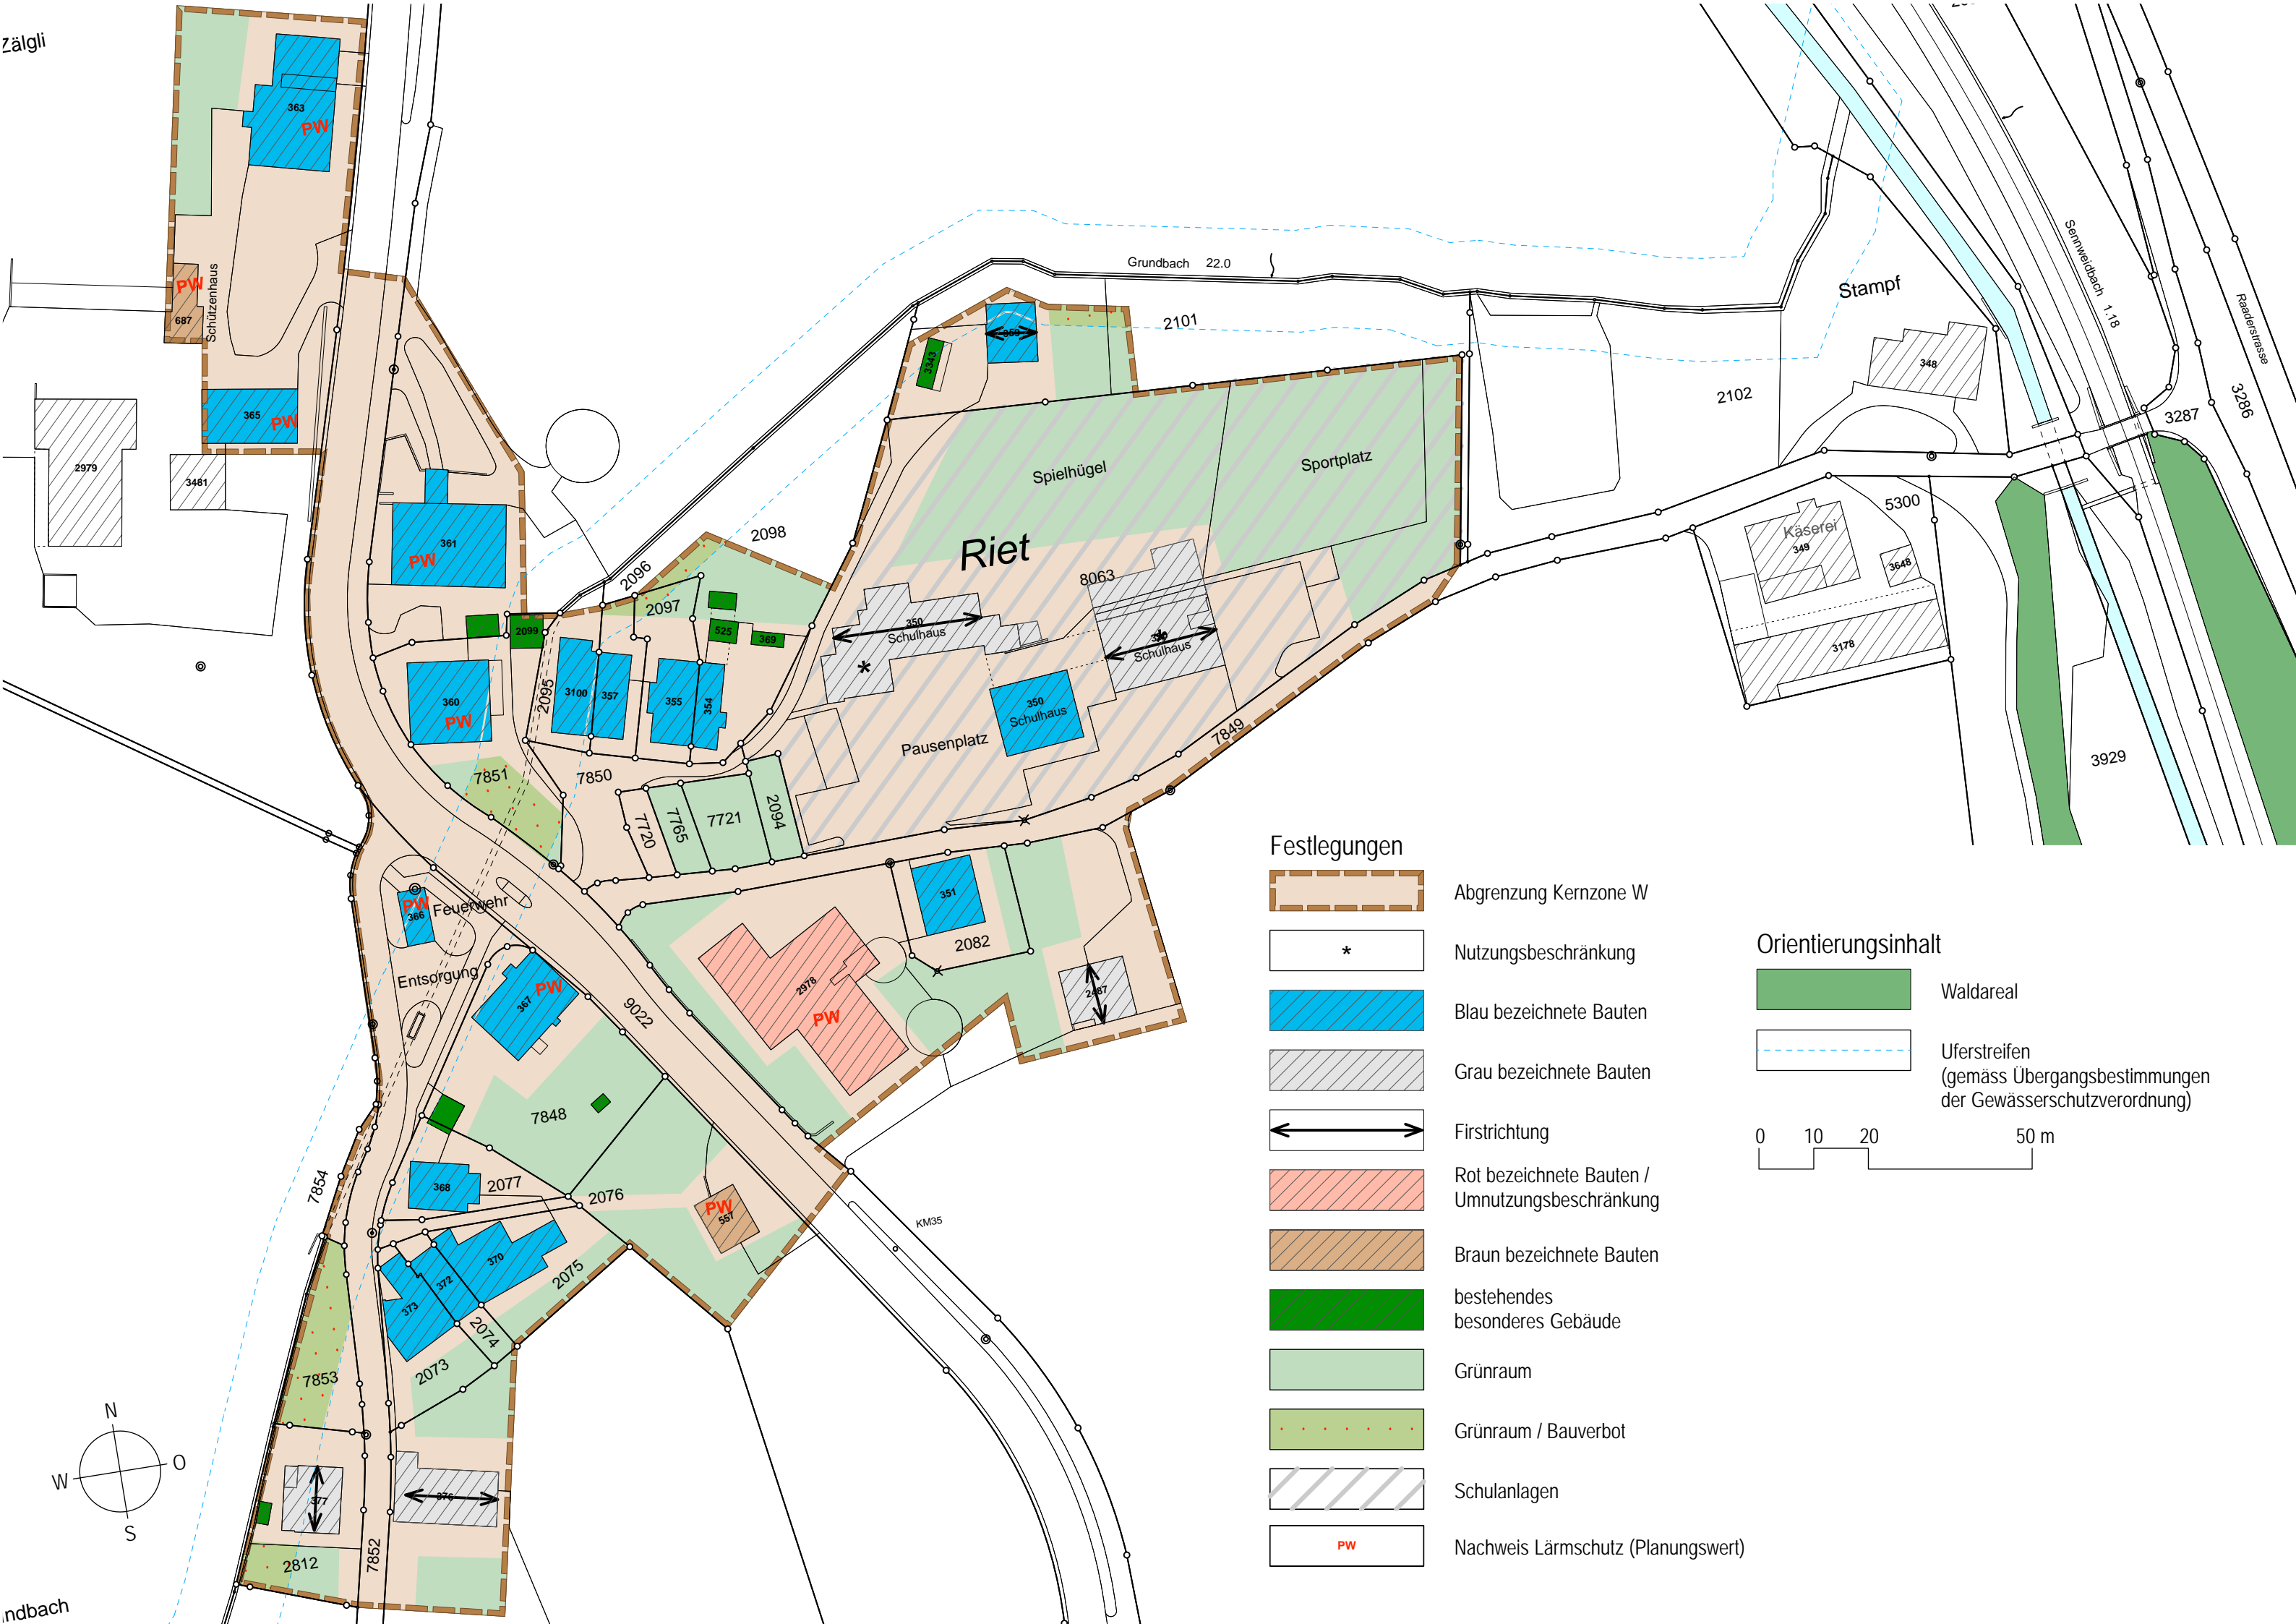 Zälgli
363
PW
PW
687
Schützenhaus
365
PW
2979
3481
361
PW
360
PW
2099
2095
3100
357
355
354
2096
2097
2098
525
369
3343
2101
Grundbach 22.0
Spielhügel
Sportplatz
Riet
8063
350
Schulhaus
*
Schulhaus
350
Schulhaus
Pausenplatz
7849
7851
7850
7720
7765
7721
2094
Stampf
348
2102
Sennweidbach 1.18
Raaderstrasse
3286
3287
5300
Käserei
349
3648
3178
3929
PW
366
Feuerwehr
Entsorgung
367
PW
9022
351
2082
2978
PW
2487
7848
7854
368
2077
2076
PW
557
KM35
370
372
373
2075
2074
2073
7853
377
376
2812
7852
N
W
O
S
ndbach
Festlegungen
Abgrenzung Kernzone W
* Nutzungsbeschränkung
Blau bezeichnete Bauten
Grau bezeichnete Bauten
Firstrichtung
Rot bezeichnete Bauten /
Umnutzungsbeschränkung
Braun bezeichnete Bauten
bestehendes
besonderes Gebäude
Grünraum
Grünraum / Bauverbot
Schulanlagen
PW Nachweis Lärmschutz (Planungswert)
Orientierungsinhalt
Waldareal
Uferstreifen
(gemäss Übergangsbestimmungen
der Gewässerschutzverordnung)
0 10 20 50 m